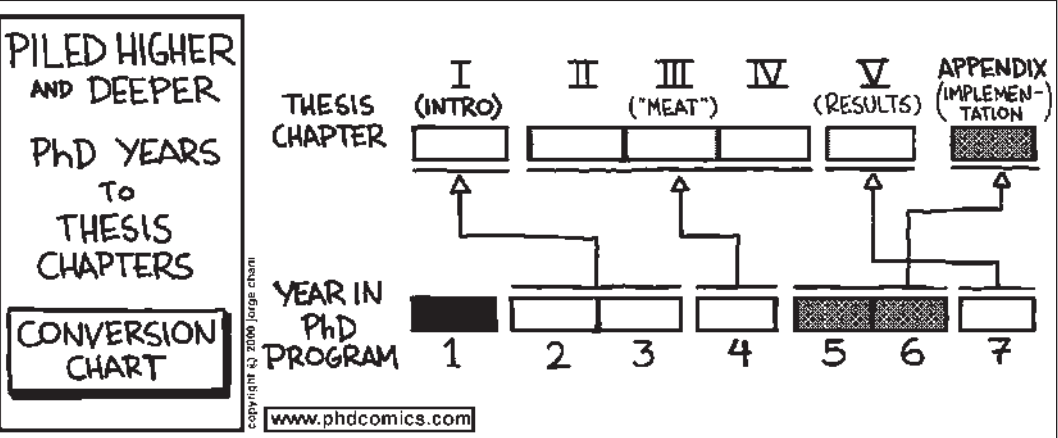 PILED HIGHER
AND DEEPER
PhD YEARS
TO
THESIS
CHAPTERS
CONVERSION
CHART
copyright (c) 2000 jorge cham
www.phdcomics.com
THESIS
CHAPTER
I II III IV V APPENDIX
(INTRO) ("MEAT") (RESULTS) (IMPLEMEN-
TATION)
YEAR IN
PhD
PROGRAM
1 2 3 4 5 6 7